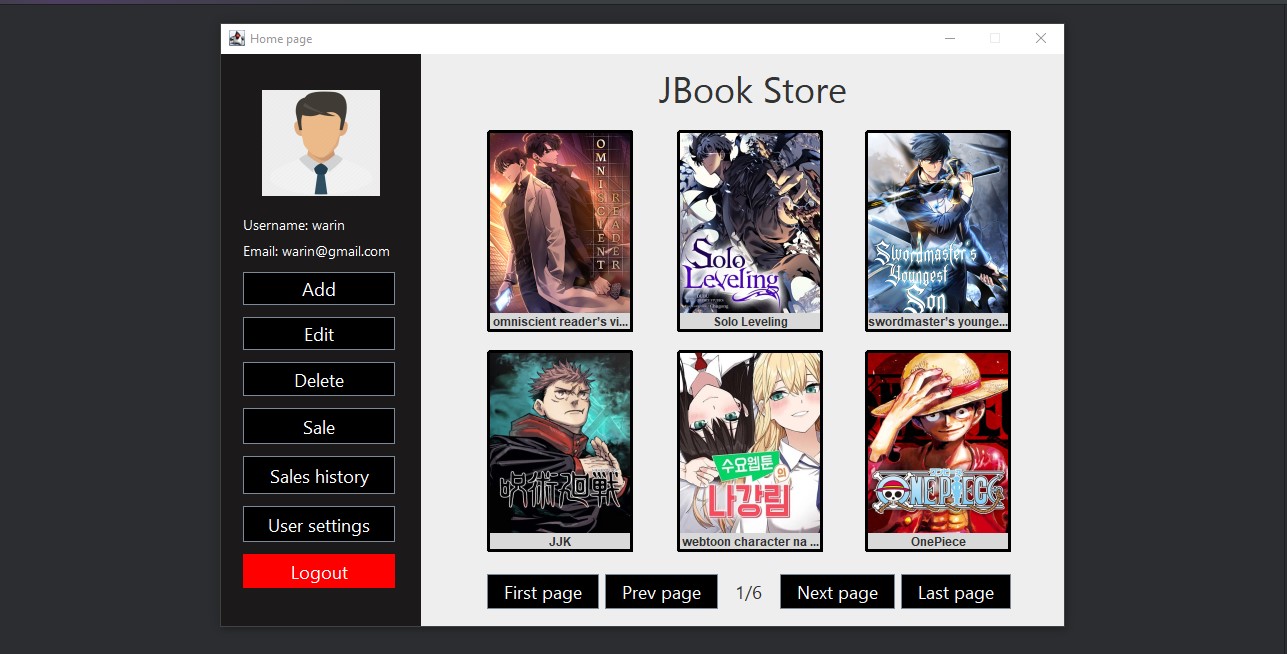 Home page
JBook Store
Username: warin
Email: warin@gmail.com
Add
Edit
Delete
Sale
Sales history
User settings
Logout
OMNISCIENT
READER
omniscient reader's vi...
Solo
Leveling
Solo Leveling
Swordmaster's
Youngest
Son
swordmaster's younge...
呪術廻戦
JJK
수요웹툰
의
나강림
webtoon character na ...
ONE PIECE
OnePiece
First page
Prev page
1/6
Next page
Last page